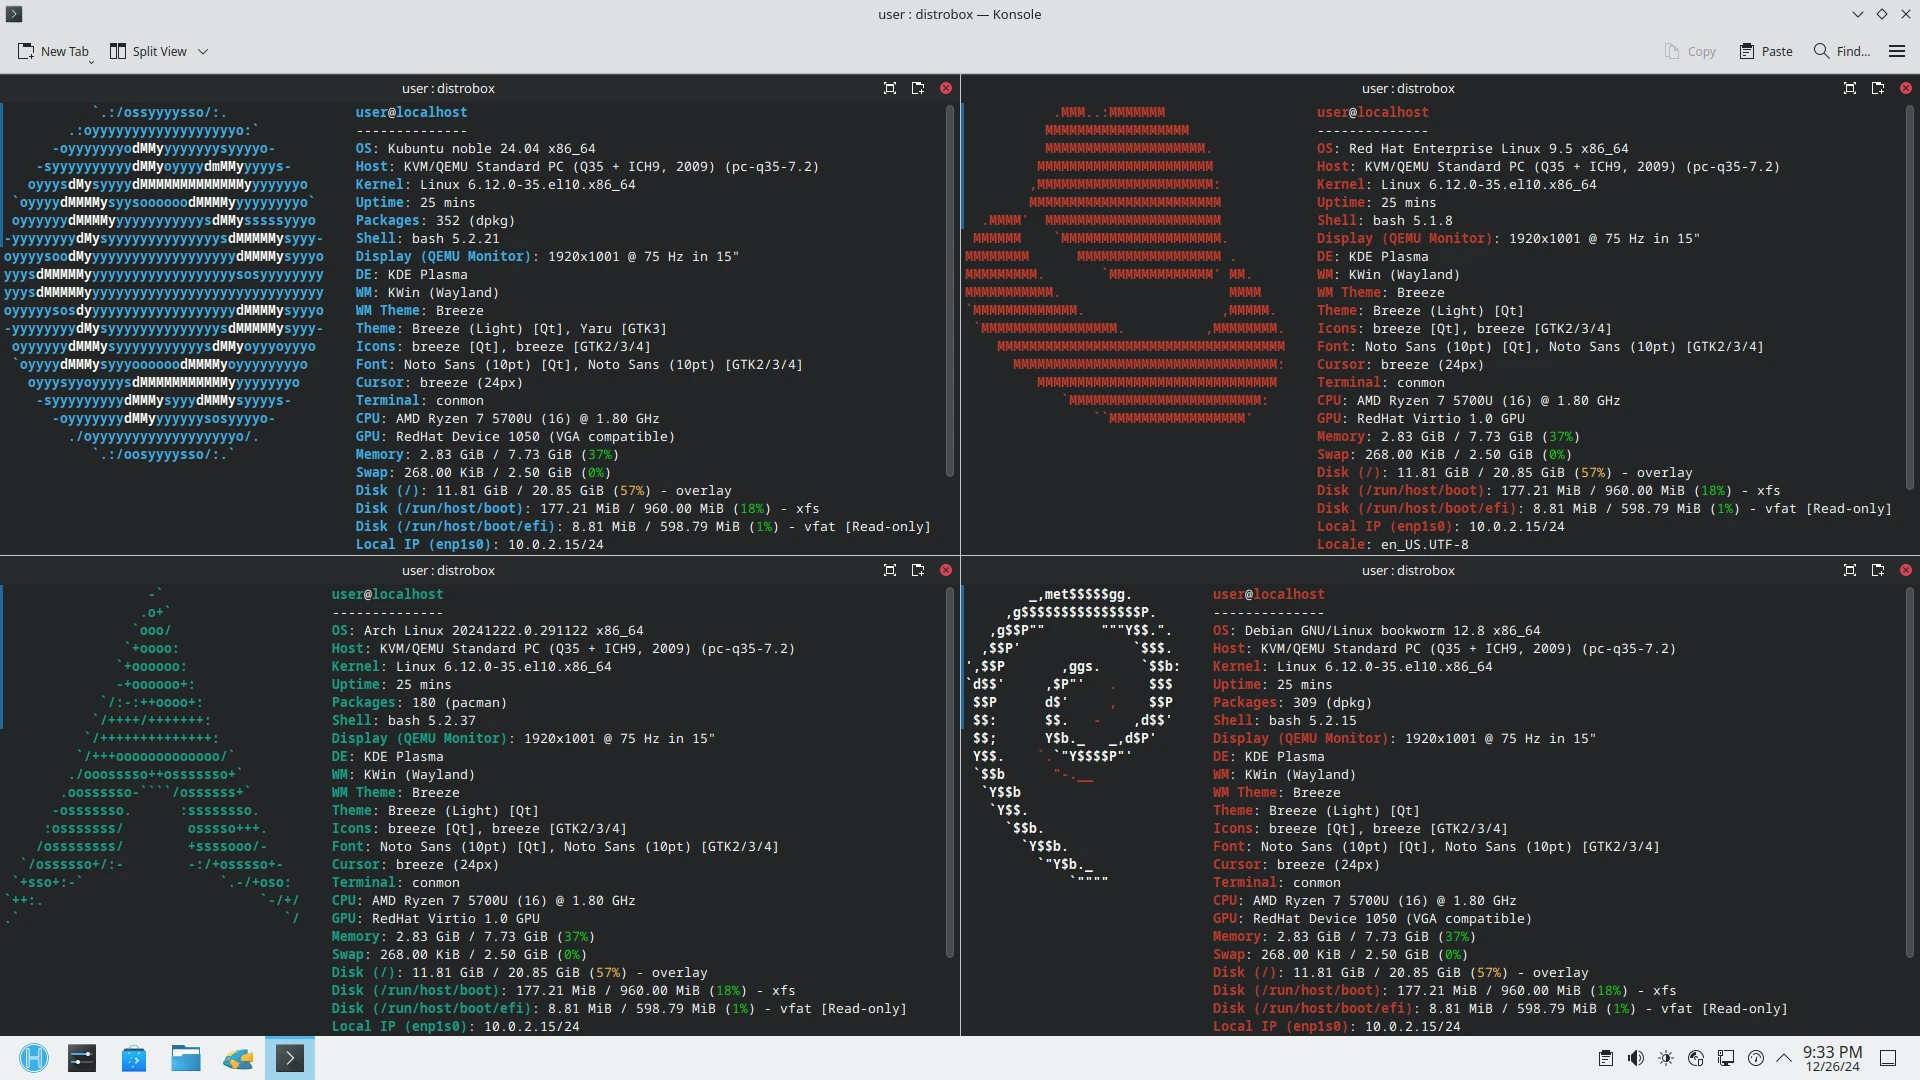 user : distrobox — Konsole
New Tab
Split View
Copy
Paste
Find...
user : distrobox
user@localhost
--------------
OS: Kubuntu noble 24.04 x86_64
Host: KVM/QEMU Standard PC (Q35 + ICH9, 2009) (pc-q35-7.2)
Kernel: Linux 6.12.0-35.el10.x86_64
Uptime: 25 mins
Packages: 352 (dpkg)
Shell: bash 5.2.21
Display (QEMU Monitor): 1920x1001 @ 75 Hz in 15"
DE: KDE Plasma
WM: KWin (Wayland)
WM Theme: Breeze
Theme: Breeze (Light) [Qt], Yaru [GTK3]
Icons: breeze [Qt], breeze [GTK2/3/4]
Font: Noto Sans (10pt) [Qt], Noto Sans (10pt) [GTK2/3/4]
Cursor: breeze (24px)
Terminal: conmon
CPU: AMD Ryzen 7 5700U (16) @ 1.80 GHz
GPU: RedHat Device 1050 (VGA compatible)
Memory: 2.83 GiB / 7.73 GiB (37%)
Swap: 268.00 KiB / 2.50 GiB (0%)
Disk (/): 11.81 GiB / 20.85 GiB (57%) - overlay
Disk (/run/host/boot): 177.21 MiB / 960.00 MiB (18%) - xfs
Disk (/run/host/boot/efi): 8.81 MiB / 598.79 MiB (1%) - vfat [Read-only]
Local IP (enp1s0): 10.0.2.15/24
user : distrobox
user@localhost
--------------
OS: Red Hat Enterprise Linux 9.5 x86_64
Host: KVM/QEMU Standard PC (Q35 + ICH9, 2009) (pc-q35-7.2)
Kernel: Linux 6.12.0-35.el10.x86_64
Uptime: 25 mins
Shell: bash 5.1.8
Display (QEMU Monitor): 1920x1001 @ 75 Hz in 15"
DE: KDE Plasma
WM: KWin (Wayland)
WM Theme: Breeze
Theme: Breeze (Light) [Qt]
Icons: breeze [Qt], breeze [GTK2/3/4]
Font: Noto Sans (10pt) [Qt], Noto Sans (10pt) [GTK2/3/4]
Cursor: breeze (24px)
Terminal: conmon
CPU: AMD Ryzen 7 5700U (16) @ 1.80 GHz
GPU: RedHat Virtio 1.0 GPU
Memory: 2.83 GiB / 7.73 GiB (37%)
Swap: 268.00 KiB / 2.50 GiB (0%)
Disk (/): 11.81 GiB / 20.85 GiB (57%) - overlay
Disk (/run/host/boot): 177.21 MiB / 960.00 MiB (18%) - xfs
Disk (/run/host/boot/efi): 8.81 MiB / 598.79 MiB (1%) - vfat [Read-only]
Local IP (enp1s0): 10.0.2.15/24
Locale: en_US.UTF-8
user : distrobox
user@localhost
--------------
OS: Arch Linux 20241222.0.291122 x86_64
Host: KVM/QEMU Standard PC (Q35 + ICH9, 2009) (pc-q35-7.2)
Kernel: Linux 6.12.0-35.el10.x86_64
Uptime: 25 mins
Packages: 180 (pacman)
Shell: bash 5.2.37
Display (QEMU Monitor): 1920x1001 @ 75 Hz in 15"
DE: KDE Plasma
WM: KWin (Wayland)
WM Theme: Breeze
Theme: Breeze (Light) [Qt]
Icons: breeze [Qt], breeze [GTK2/3/4]
Font: Noto Sans (10pt) [Qt], Noto Sans (10pt) [GTK2/3/4]
Cursor: breeze (24px)
Terminal: conmon
CPU: AMD Ryzen 7 5700U (16) @ 1.80 GHz
GPU: RedHat Virtio 1.0 GPU
Memory: 2.83 GiB / 7.73 GiB (37%)
Swap: 268.00 KiB / 2.50 GiB (0%)
Disk (/): 11.81 GiB / 20.85 GiB (57%) - overlay
Disk (/run/host/boot): 177.21 MiB / 960.00 MiB (18%) - xfs
Disk (/run/host/boot/efi): 8.81 MiB / 598.79 MiB (1%) - vfat [Read-only]
Local IP (enp1s0): 10.0.2.15/24
user : distrobox
user@localhost
--------------
OS: Debian GNU/Linux bookworm 12.8 x86_64
Host: KVM/QEMU Standard PC (Q35 + ICH9, 2009) (pc-q35-7.2)
Kernel: Linux 6.12.0-35.el10.x86_64
Uptime: 25 mins
Packages: 309 (dpkg)
Shell: bash 5.2.15
Display (QEMU Monitor): 1920x1001 @ 75 Hz in 15"
DE: KDE Plasma
WM: KWin (Wayland)
WM Theme: Breeze
Theme: Breeze (Light) [Qt]
Icons: breeze [Qt], breeze [GTK2/3/4]
Font: Noto Sans (10pt) [Qt], Noto Sans (10pt) [GTK2/3/4]
Cursor: breeze (24px)
Terminal: conmon
CPU: AMD Ryzen 7 5700U (16) @ 1.80 GHz
GPU: RedHat Device 1050 (VGA compatible)
Memory: 2.83 GiB / 7.73 GiB (37%)
Swap: 268.00 KiB / 2.50 GiB (0%)
Disk (/): 11.81 GiB / 20.85 GiB (57%) - overlay
Disk (/run/host/boot): 177.21 MiB / 960.00 MiB (18%) - xfs
Disk (/run/host/boot/efi): 8.81 MiB / 598.79 MiB (1%) - vfat [Read-only]
Local IP (enp1s0): 10.0.2.15/24
9:33 PM
12/26/24